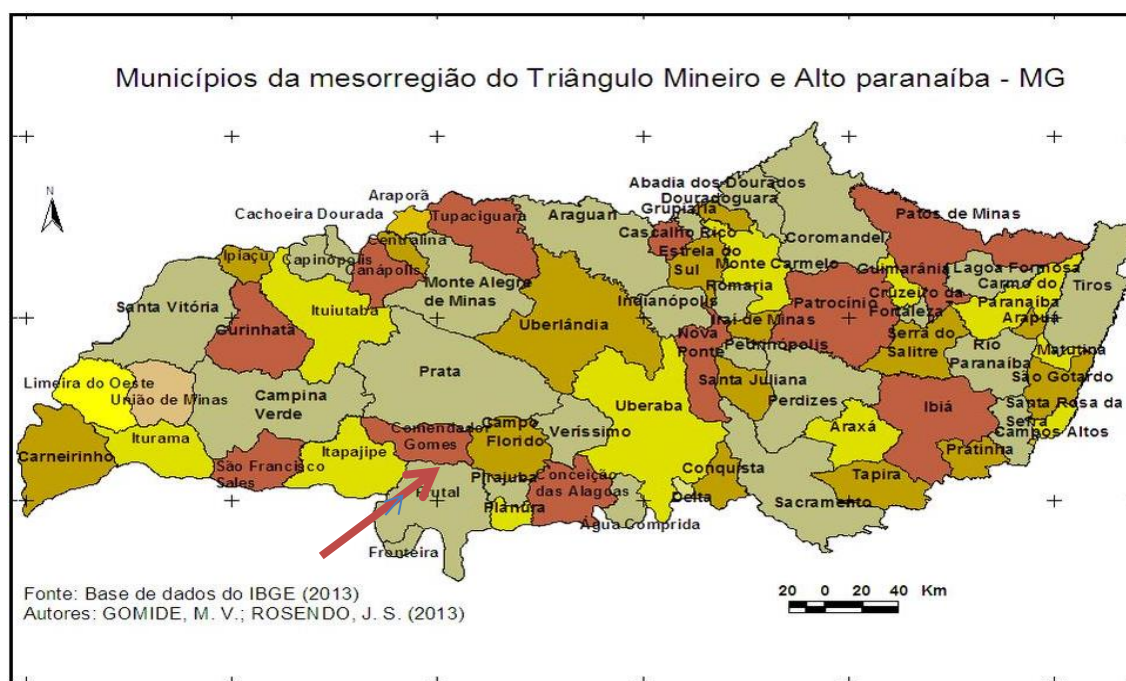 Municípios da mesorregião do Triângulo Mineiro e Alto paranaíba - MG
N
Abadia dos Dourados
Araporã
Douradoguara
Cachoeira Dourada
Tupaciguara
Araguari
Grupiaria
Patos de Minas
Cascalho Rico
Centralina
Coromandel
Ipiaçu
Capinópolis
Estrela do
Sul
Canápolis
Monte Carmelo
Guimarânia
Lagoa Formosa
Monte Alegre
de Minas
Carmo do
Paranaíba
Tiros
Romaria
Cruzeiro da
Fortaleza
Santa Vitória
Ituiutaba
Indianópolis
Patrocínio
Arapuá
Gurinhatã
Uberlândia
Iraí de Minas
Nova
Ponte
Serra do
Salitre
Pedrinópolis
Rio
Paranaíba
Matutina
Prata
Limeira do Oeste
São Gotardo
Santa Juliana
União de Minas
Campina
Verde
Uberaba
Perdizes
Ibiá
Santa Rosa da
Serra
Campo
Florido
Comendador
Gomes
Araxá
Veríssimo
Campos Altos
Iturama
Itapajipe
Carneirinho
Pratinha
São Francisco
Sales
Conquista
Tapira
Pirajuba
Conceição
das Alagoas
Frutal
Delta
Sacramento
Planura
Água Comprida
Fronteira
Fonte: Base de dados do IBGE (2013)
Autores: GOMIDE, M. V.; ROSENDO, J. S. (2013)
20 0 20 40 Km